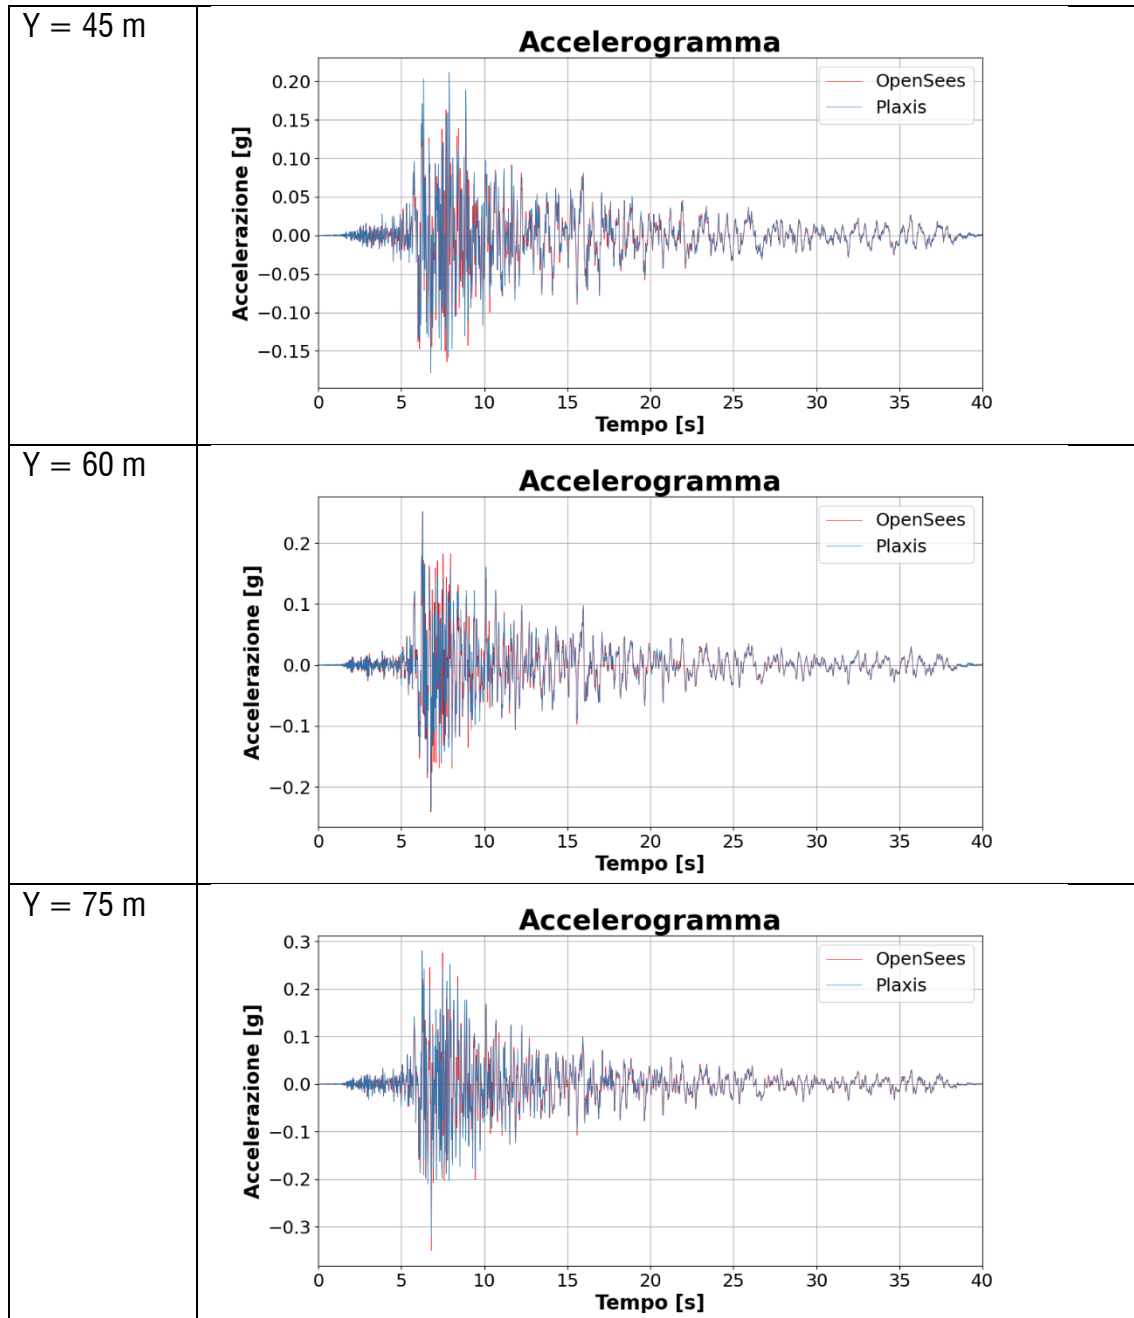 Y = 45 m
Accelerogramma
OpenSees
Plaxis
0.20
0.15
0.10
0.05
0.00
−0.05
−0.10
−0.15
Accelerazione [g]
0 5 10 15 20 25 30 35 40
Tempo [s]
Y = 60 m
Accelerogramma
OpenSees
Plaxis
0.2
0.1
0.0
−0.1
−0.2
Accelerazione [g]
0 5 10 15 20 25 30 35 40
Tempo [s]
Y = 75 m
Accelerogramma
OpenSees
Plaxis
0.3
0.2
0.1
0.0
−0.1
−0.2
−0.3
Accelerazione [g]
0 5 10 15 20 25 30 35 40
Tempo [s]